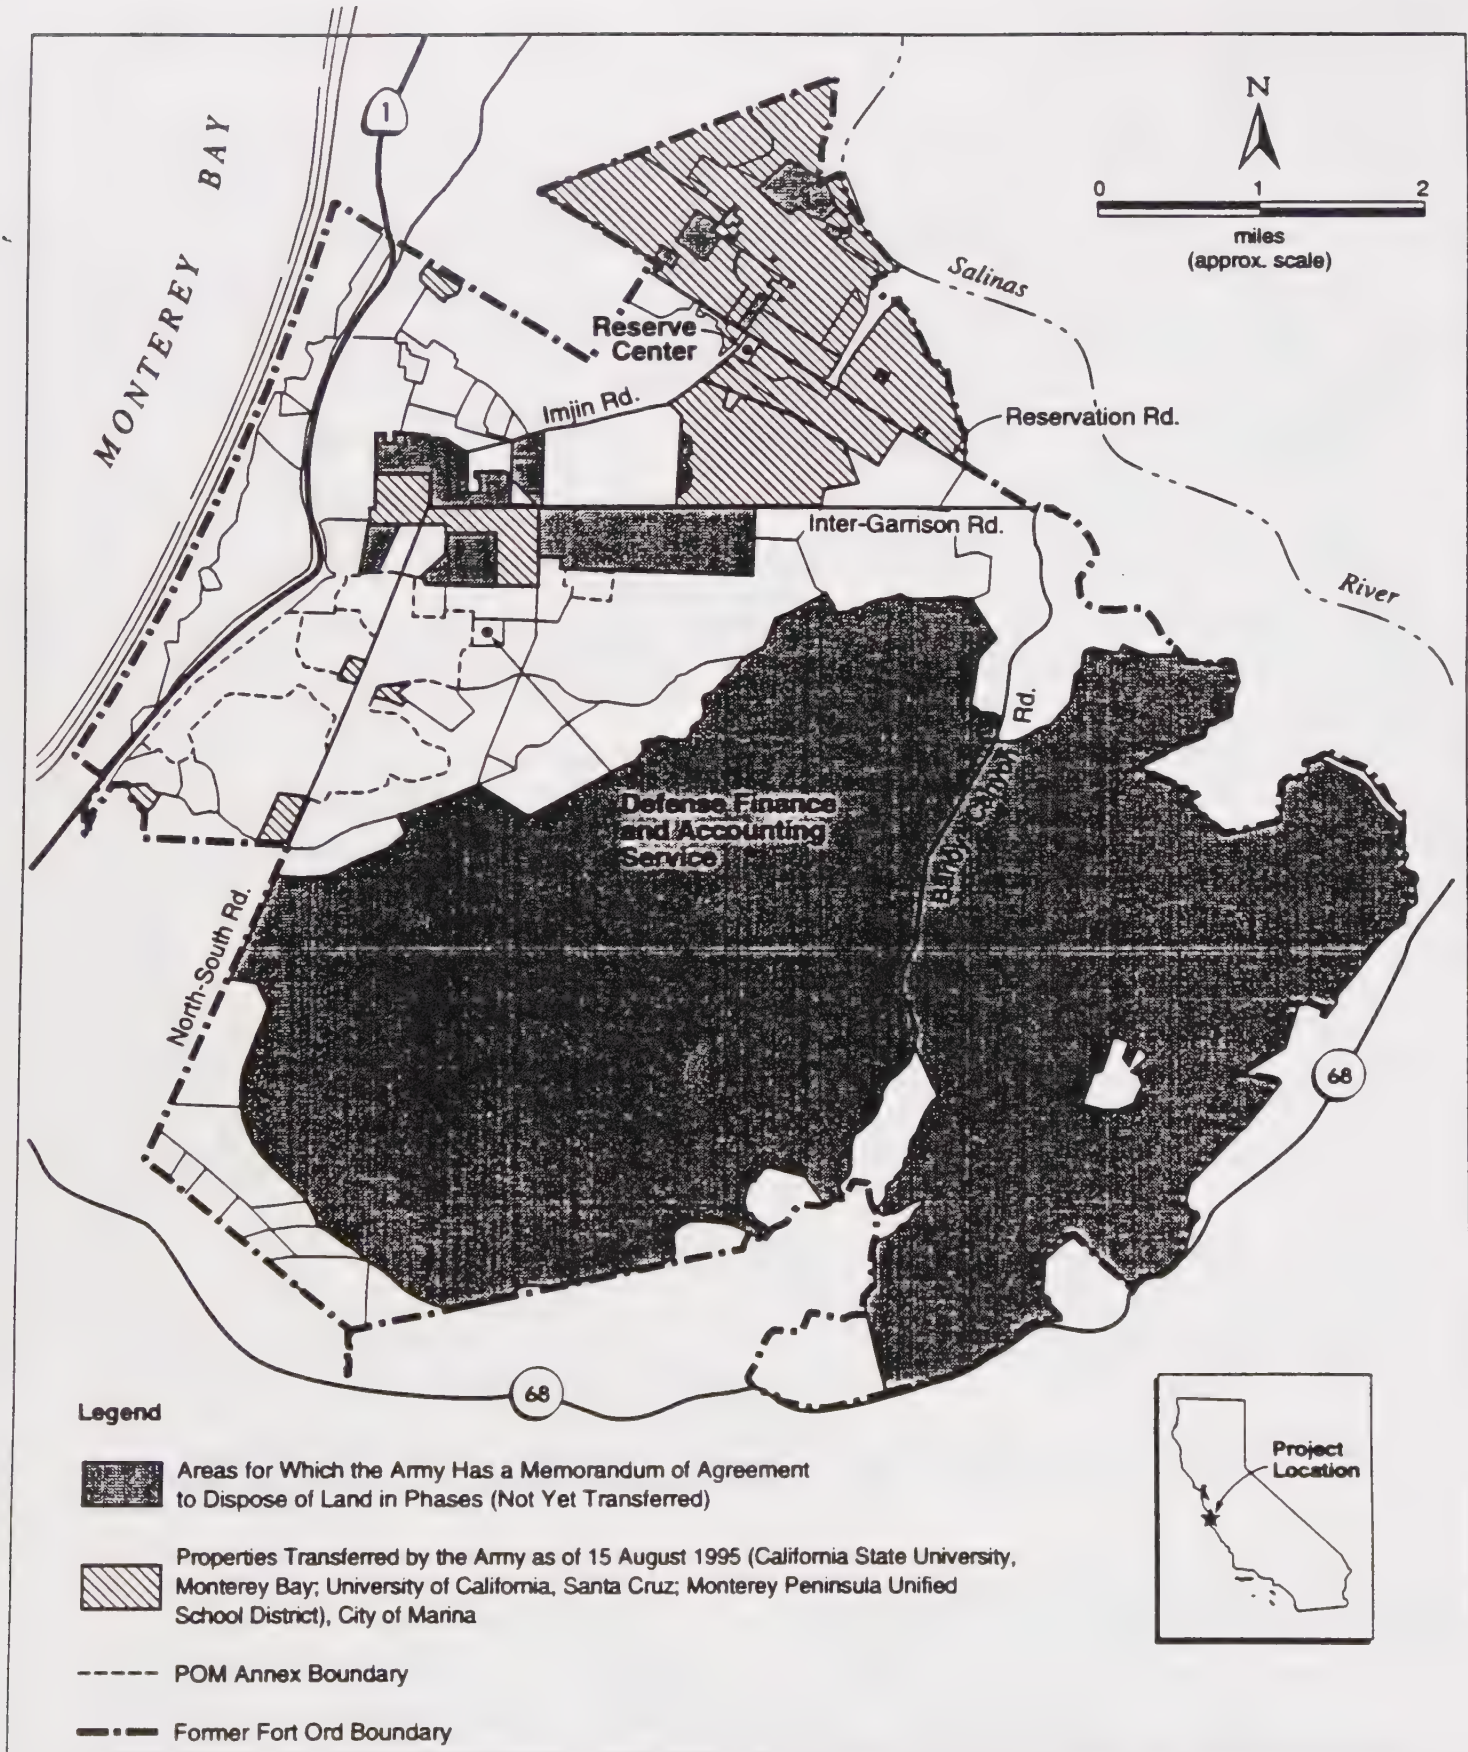 MONTEREY BAY
1
N
0 1 2
miles
(approx. scale)
Salinas
River
Reserve
Center
Imjin Rd.
Reservation Rd.
Inter-Garrison Rd.
Barloy Canyon Rd.
Defense Finance
and Accounting
Service
North-South Rd.
68
68
Project
Location
Legend
Areas for Which the Army Has a Memorandum of Agreement
to Dispose of Land in Phases (Not Yet Transferred)
Properties Transferred by the Army as of 15 August 1995 (California State University,
Monterey Bay; University of California, Santa Cruz; Monterey Peninsula Unified
School District), City of Marina
POM Annex Boundary
Former Fort Ord Boundary